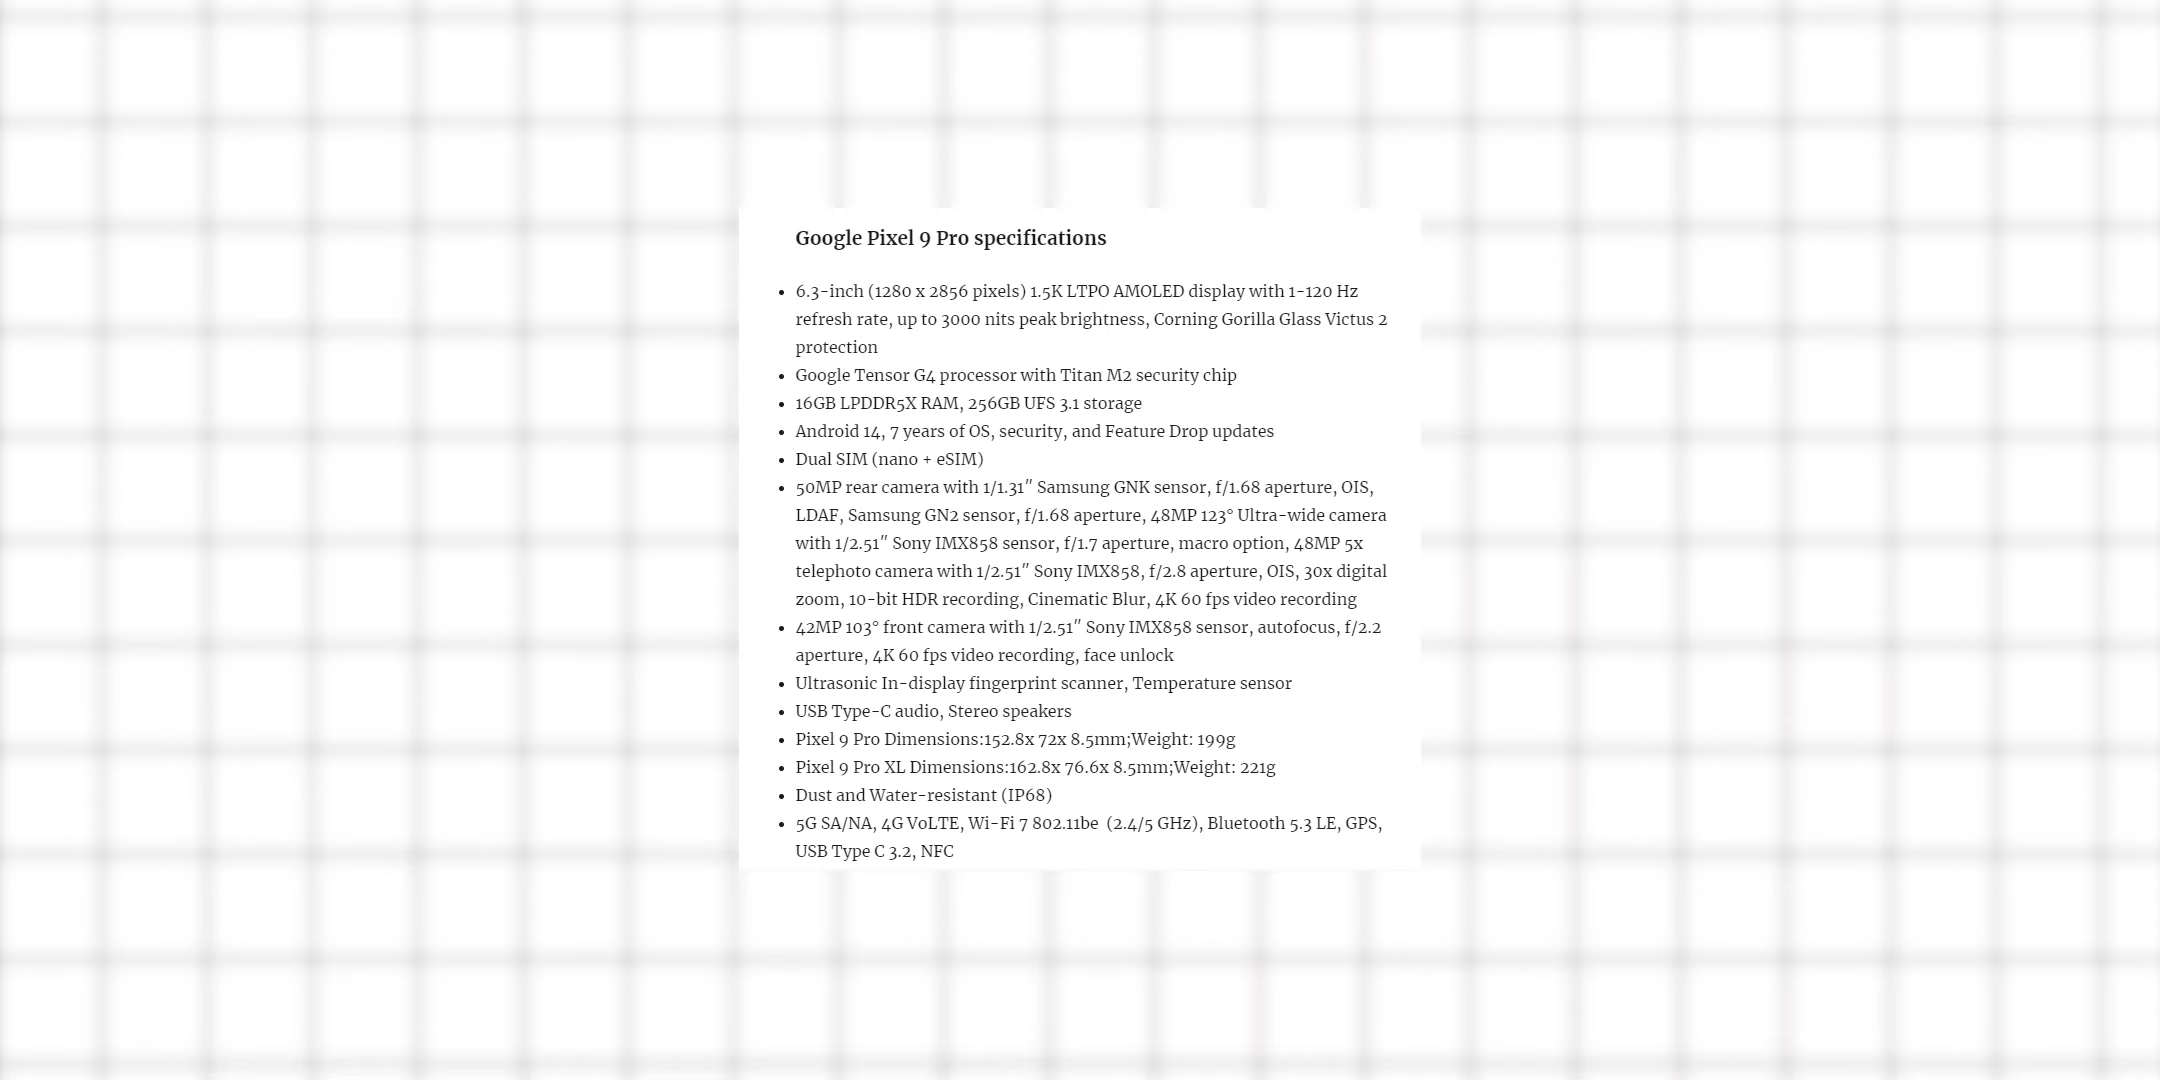 Google Pixel 9 Pro specifications
• 6.3-inch (1280 x 2856 pixels) 1.5K LTPO AMOLED display with 1-120 Hz
refresh rate, up to 3000 nits peak brightness, Corning Gorilla Glass Victus 2
protection
• Google Tensor G4 processor with Titan M2 security chip
• 16GB LPDDR5X RAM, 256GB UFS 3.1 storage
• Android 14, 7 years of OS, security, and Feature Drop updates
• Dual SIM (nano + eSIM)
• 50MP rear camera with 1/1.31″ Samsung GNK sensor, f/1.68 aperture, OIS,
LDAF, Samsung GN2 sensor, f/1.68 aperture, 48MP 123° Ultra-wide camera
with 1/2.51″ Sony IMX858 sensor, f/1.7 aperture, macro option, 48MP 5x
telephoto camera with 1/2.51″ Sony IMX858, f/2.8 aperture, OIS, 30x digital
zoom, 10-bit HDR recording, Cinematic Blur, 4K 60 fps video recording
• 42MP 103° front camera with 1/2.51″ Sony IMX858 sensor, autofocus, f/2.2
aperture, 4K 60 fps video recording, face unlock
• Ultrasonic In-display fingerprint scanner, Temperature sensor
• USB Type-C audio, Stereo speakers
• Pixel 9 Pro Dimensions:152.8x 72x 8.5mm;Weight: 199g
• Pixel 9 Pro XL Dimensions:162.8x 76.6x 8.5mm;Weight: 221g
• Dust and Water-resistant (IP68)
• 5G SA/NA, 4G VoLTE, Wi-Fi 7 802.11be  (2.4/5 GHz), Bluetooth 5.3 LE, GPS,
USB Type C 3.2, NFC